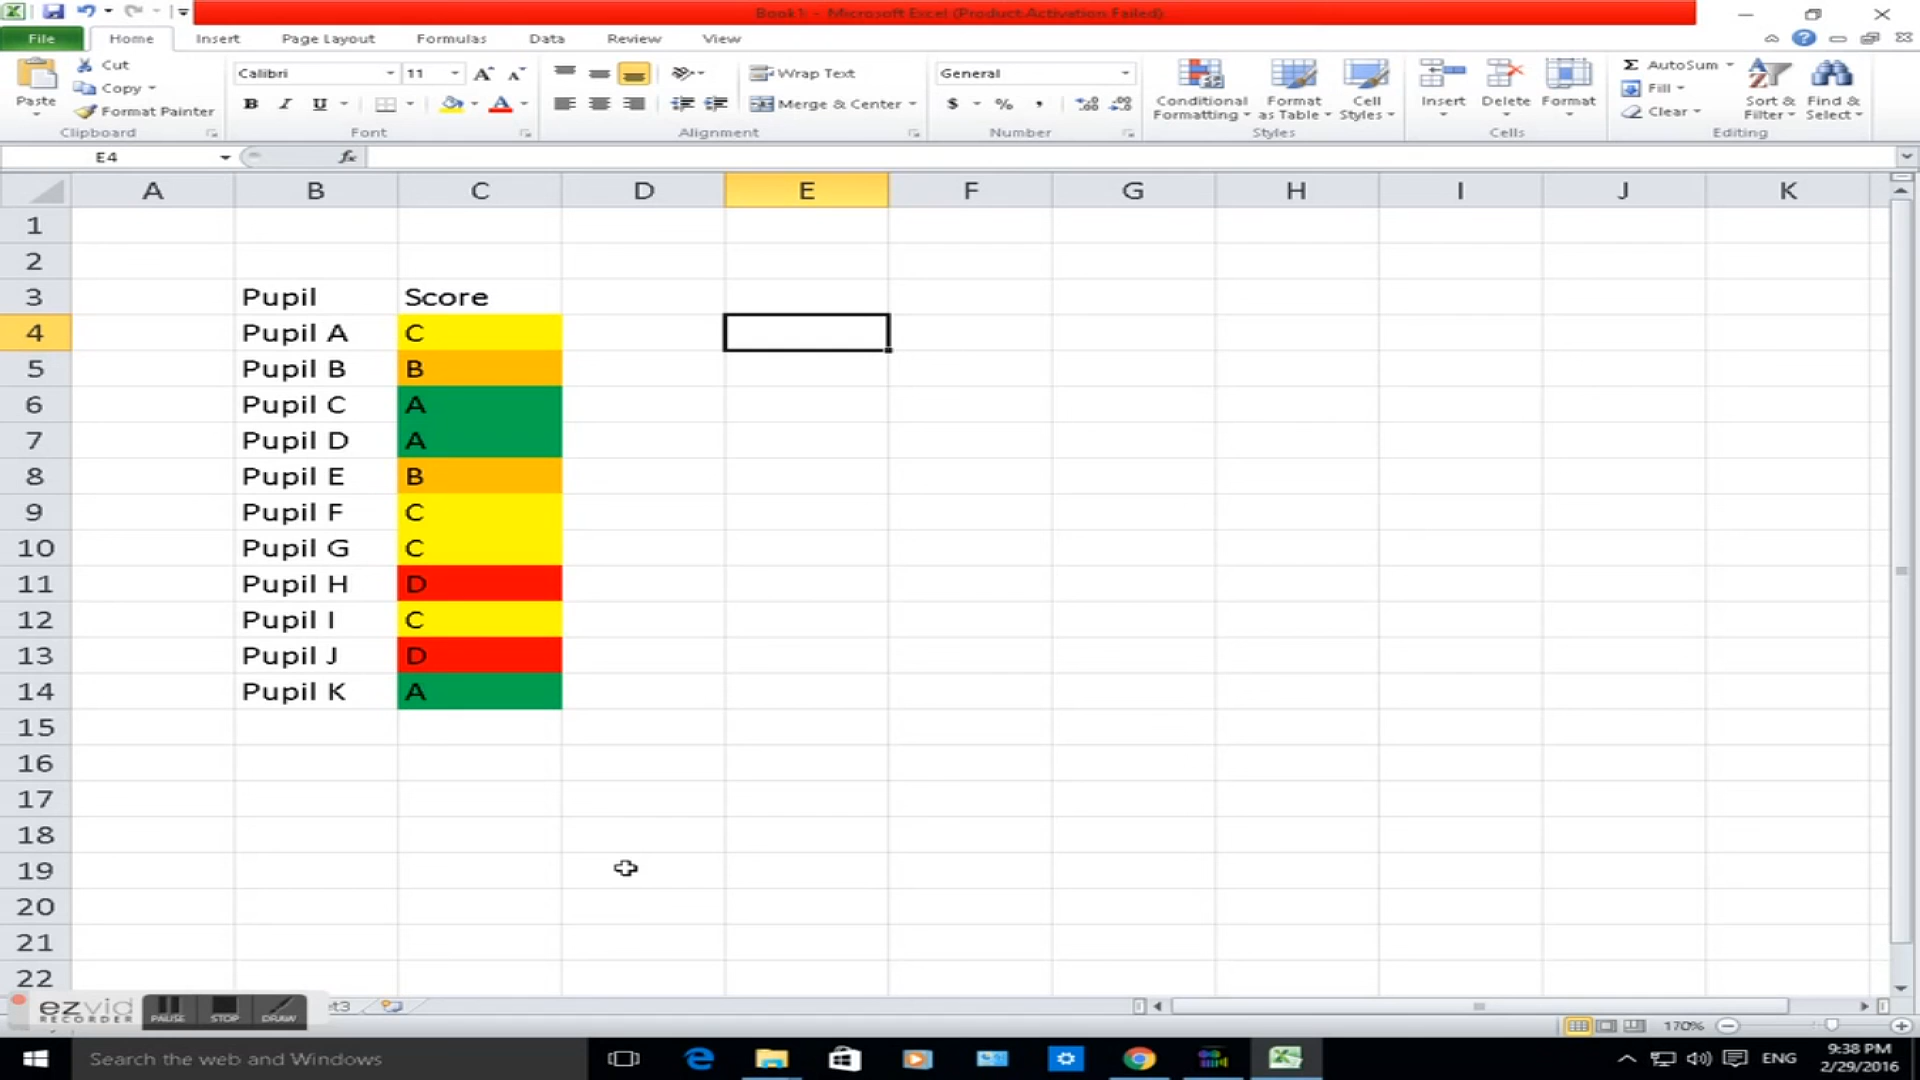 Book1 - Microsoft Excel (Product Activation Failed)
File Home Insert Page Layout Formulas Data Review View
Paste Cut Copy Format Painter Clipboard
Calibri 11 B I U Font
Wrap Text Merge & Center Alignment
General $ % , Number
Conditional Formatting Format as Table Cell Styles Styles
Insert Delete Format Cells
Σ AutoSum Fill Clear Sort & Filter Find & Select Editing
E4 fx
A B C D E F G H I J K
1
2
3 Pupil Score
4 Pupil A C
5 Pupil B B
6 Pupil C A
7 Pupil D A
8 Pupil E B
9 Pupil F C
10 Pupil G C
11 Pupil H D
12 Pupil I C
13 Pupil J D
14 Pupil K A
15
16
17
18
19
20
21
22
ezvid RECORDER PAUSE STOP DRAW et3
170%
Search the web and Windows
ENG 9:38 PM
2/29/2016